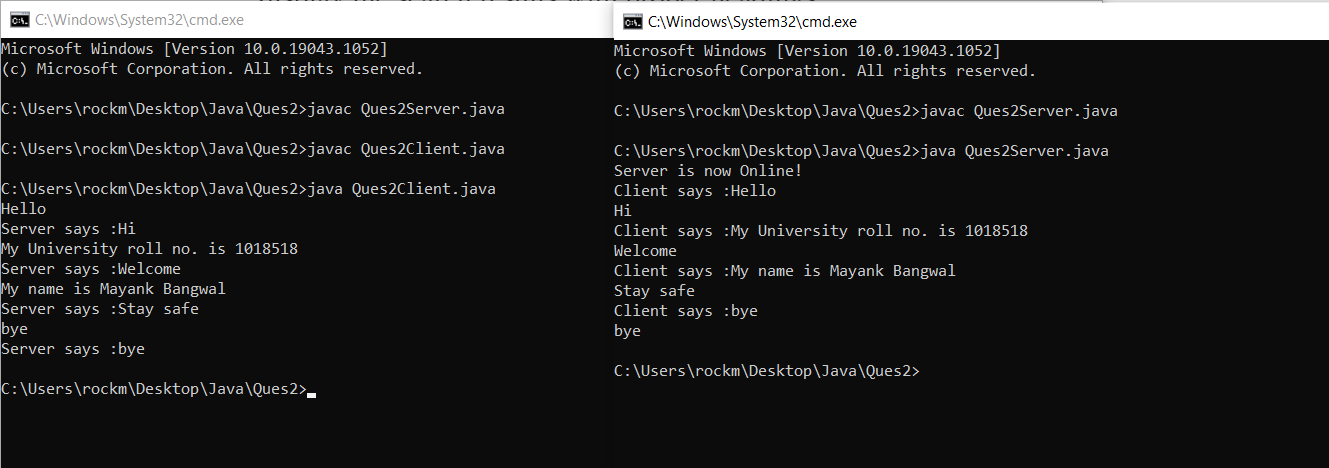 C:\Windows\System32\cmd.exe
Microsoft Windows [Version 10.0.19043.1052]
(c) Microsoft Corporation. All rights reserved.
C:\Users\rockm\Desktop\Java\Ques2>javac Ques2Server.java
C:\Users\rockm\Desktop\Java\Ques2>javac Ques2Client.java
C:\Users\rockm\Desktop\Java\Ques2>java Ques2Client.java
Hello
Server says :Hi
My University roll no. is 1018518
Server says :Welcome
My name is Mayank Bangwal
Server says :Stay safe
bye
Server says :bye
C:\Users\rockm\Desktop\Java\Ques2>
C:\Windows\System32\cmd.exe
Microsoft Windows [Version 10.0.19043.1052]
(c) Microsoft Corporation. All rights reserved.
C:\Users\rockm\Desktop\Java\Ques2>javac Ques2Server.java
C:\Users\rockm\Desktop\Java\Ques2>java Ques2Server.java
Server is now Online!
Client says :Hello
Hi
Client says :My University roll no. is 1018518
Welcome
Client says :My name is Mayank Bangwal
Stay safe
Client says :bye
bye
C:\Users\rockm\Desktop\Java\Ques2>